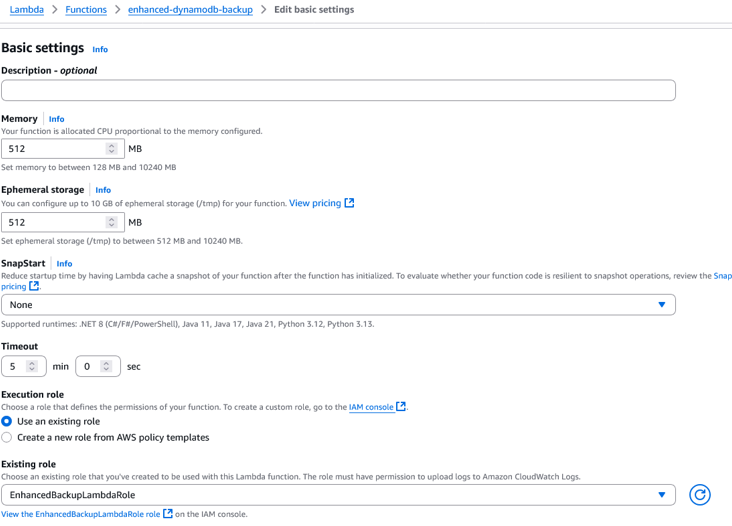 Lambda > Functions > enhanced-dynamodb-backup > Edit basic settings
Basic settings Info
Description - optional
Memory Info
Your function is allocated CPU proportional to the memory configured.
512 MB
Set memory to between 128 MB and 10240 MB
Ephemeral storage Info
You can configure up to 10 GB of ephemeral storage (/tmp) for your function. View pricing
512 MB
Set ephemeral storage (/tmp) to between 512 MB and 10240 MB.
SnapStart Info
Reduce startup time by having Lambda cache a snapshot of your function after the function has initialized. To evaluate whether your function code is resilient to snapshot operations, review the Snap
pricing.
None
Supported runtimes: .NET 8 (C#/F#/PowerShell), Java 11, Java 17, Java 21, Python 3.12, Python 3.13.
Timeout
5 min 0 sec
Execution role
Choose a role that defines the permissions of your function. To create a custom role, go to the IAM console.
Use an existing role
Create a new role from AWS policy templates
Existing role
Choose an existing role that you've created to be used with this Lambda function. The role must have permission to upload logs to Amazon CloudWatch Logs.
EnhancedBackupLambdaRole
View the EnhancedBackupLambdaRole role on the IAM console.